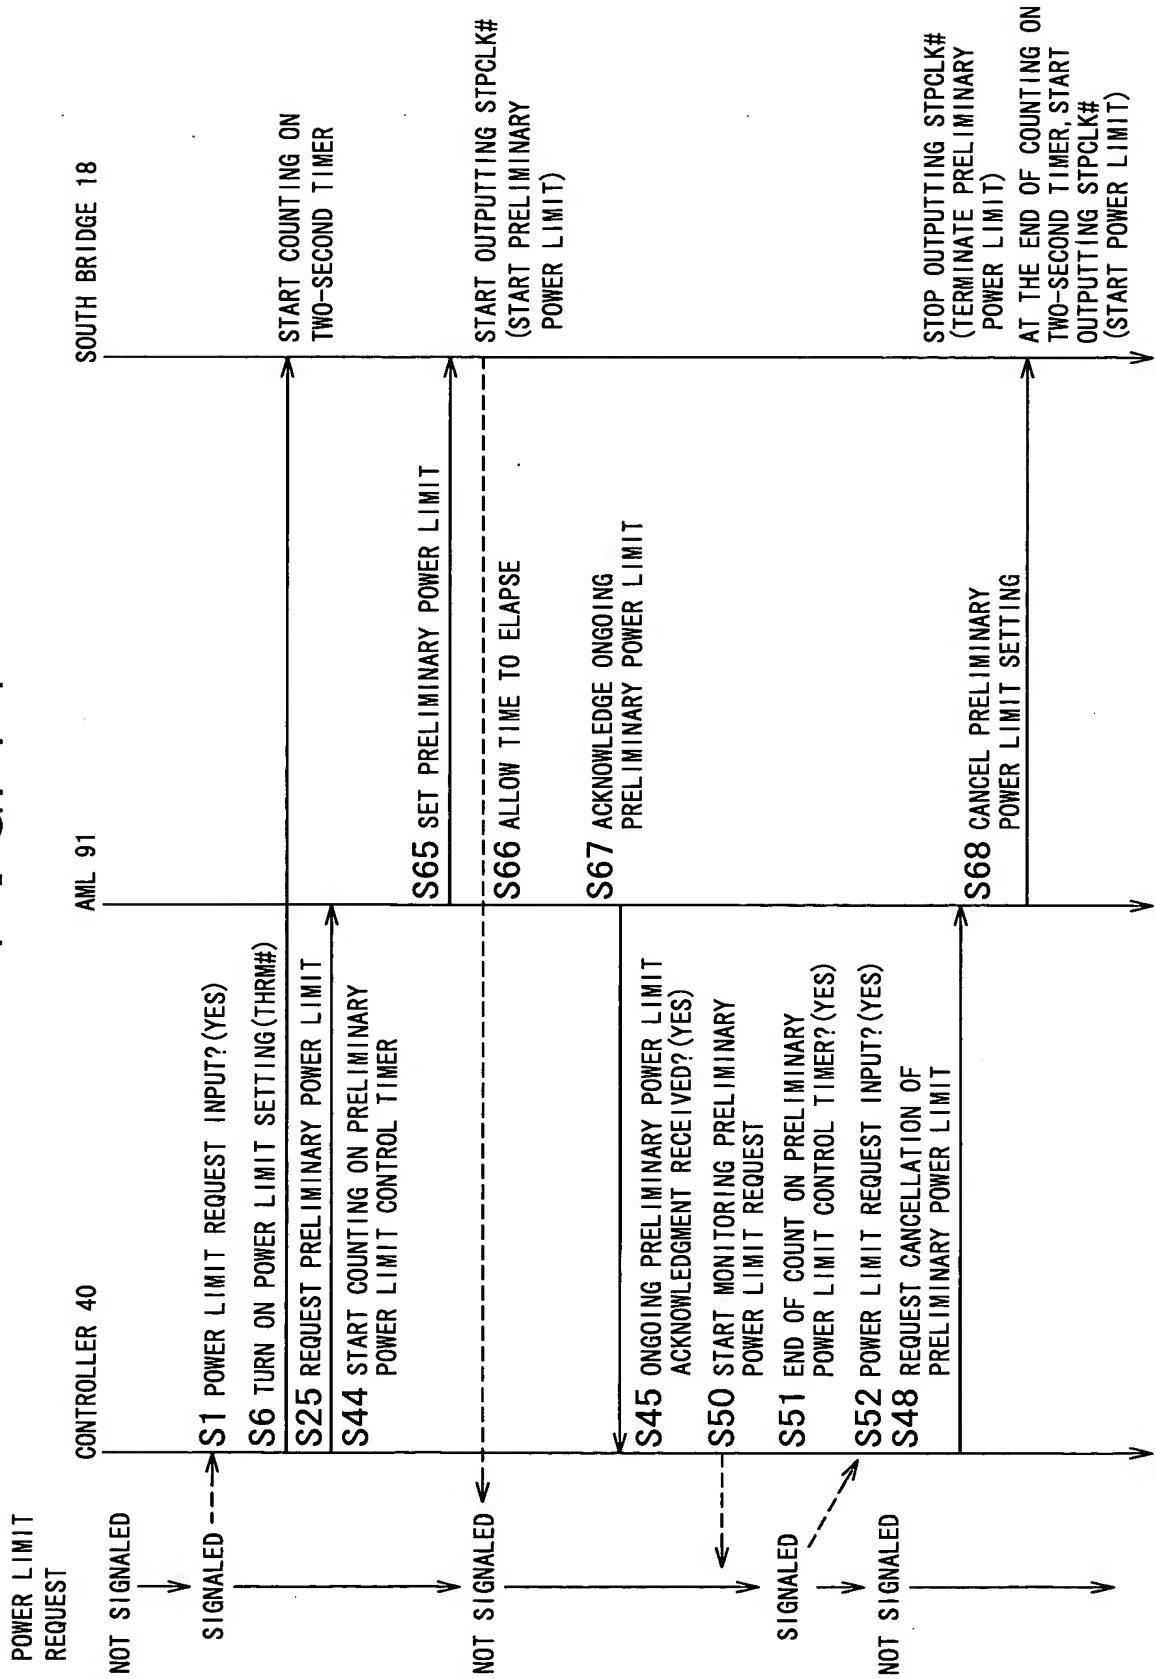 POWER LIMIT
REQUEST
NOT SIGNALED
SIGNALED
NOT SIGNALED
SIGNALED
NOT SIGNALED
CONTROLLER 40
S1 POWER LIMIT REQUEST INPUT?(YES)
S6 TURN ON POWER LIMIT SETTING(THRM#)
S25 REQUEST PRELIMINARY POWER LIMIT
S44 START COUNTING ON PRELIMINARY
POWER LIMIT CONTROL TIMER
S45 ONGOING PRELIMINARY POWER LIMIT
ACKNOWLEDGMENT RECEIVED?(YES)
S50 START MONITORING PRELIMINARY
POWER LIMIT REQUEST
S51 END OF COUNT ON PRELIMINARY
POWER LIMIT CONTROL TIMER?(YES)
S52 POWER LIMIT REQUEST INPUT?(YES)
S48 REQUEST CANCELLATION OF
PRELIMINARY POWER LIMIT
AML 91
S65 SET PRELIMINARY POWER LIMIT
S66 ALLOW TIME TO ELAPSE
S67 ACKNOWLEDGE ONGOING
PRELIMINARY POWER LIMIT
S68 CANCEL PRELIMINARY
POWER LIMIT SETTING
SOUTH BRIDGE 18
START COUNTING ON
TWO-SECOND TIMER
START OUTPUTTING STPCLK#
(START PRELIMINARY
POWER LIMIT)
STOP OUTPUTTING STPCLK#
(TERMINATE PRELIMINARY
POWER LIMIT)
AT THE END OF COUNTING ON
TWO-SECOND TIMER,START
OUTPUTTING STPCLK#
(START POWER LIMIT)